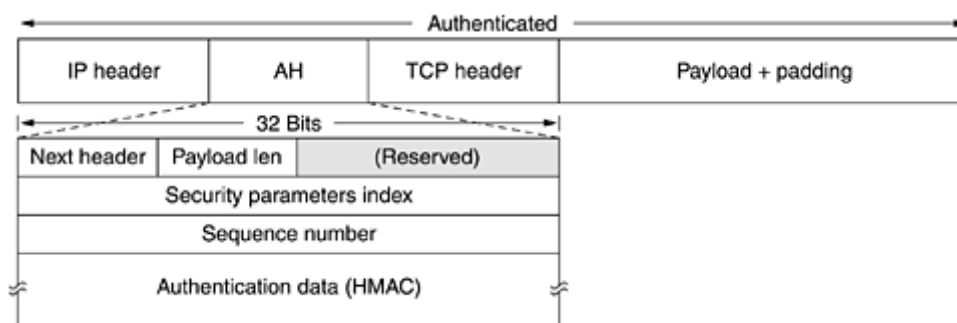 Authenticated
IP header AH TCP header Payload + padding
32 Bits
Next header Payload len (Reserved)
Security parameters index
Sequence number
Authentication data (HMAC)